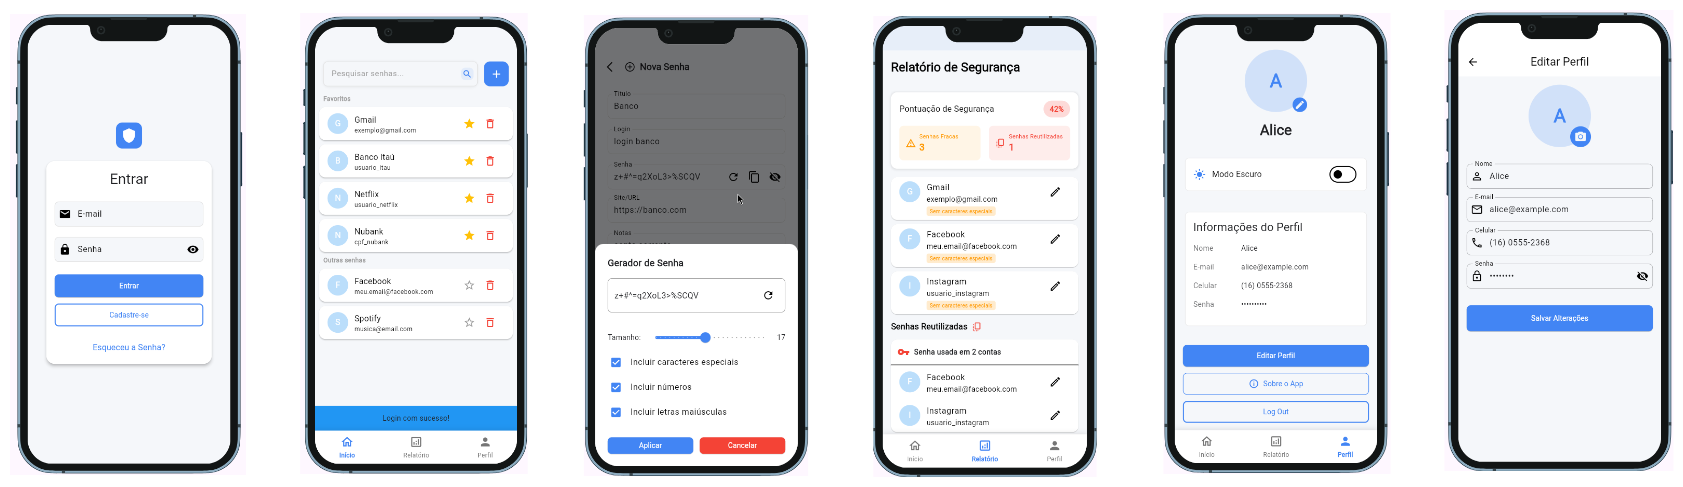 Entrar
E-mail
Senha
Entrar
Cadastre-se
Esqueceu a Senha?
Pesquisar senhas...
+
Favoritos
G
Gmail
exemplo@gmail.com
B
Banco Itaú
usuario_itau
N
Netflix
usuario_netflix
N
Nubank
cpf_nubank
Outras senhas
F
Facebook
meu.email@facebook.com
S
Spotify
musica@email.com
Login com sucesso!
Início
Relatório
Perfil
Nova Senha
Título
Banco
Login
login banco
Senha
z+#^=q2XoL3>%SCQV
Site/URL
https://banco.com
Notas
Gerador de Senha
z+#^=q2XoL3>%SCQV
Tamanho:
17
Incluir caracteres especiais
Incluir números
Incluir letras maiúsculas
Aplicar
Cancelar
Relatório de Segurança
Pontuação de Segurança
42%
Senhas Fracas
3
Senhas Reutilizadas
1
G
Gmail
exemplo@gmail.com
Sem caracteres especiais
F
Facebook
meu.email@facebook.com
Sem caracteres especiais
I
Instagram
usuario_instagram
Sem caracteres especiais
Senhas Reutilizadas
Senha usada em 2 contas
F
Facebook
meu.email@facebook.com
I
Instagram
usuario_instagram
Início
Relatório
Perfil
A
Alice
Modo Escuro
Informações do Perfil
Nome Alice
E-mail alice@example.com
Celular (16) 0555-2368
Senha ••••••••••
Editar Perfil
Sobre o App
Log Out
Início
Relatório
Perfil
Editar Perfil
A
Nome
Alice
E-mail
alice@example.com
Celular
(16) 0555-2368
Senha
••••••••
Salvar Alterações